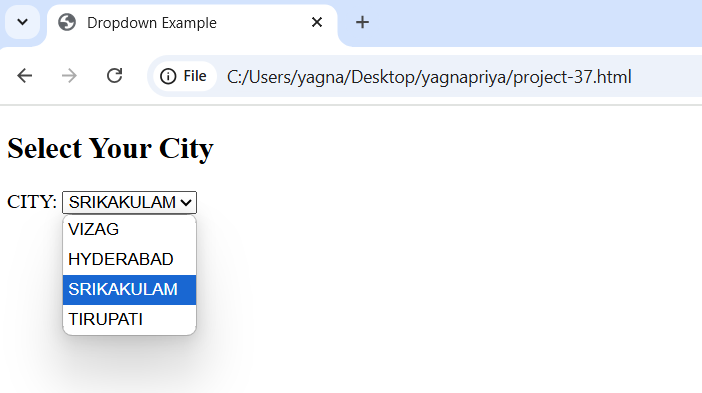 Dropdown Example
File C:/Users/yagna/Desktop/yagnapriya/project-37.html
Select Your City
CITY: SRIKAKULAM
VIZAG
HYDERABAD
SRIKAKULAM
TIRUPATI